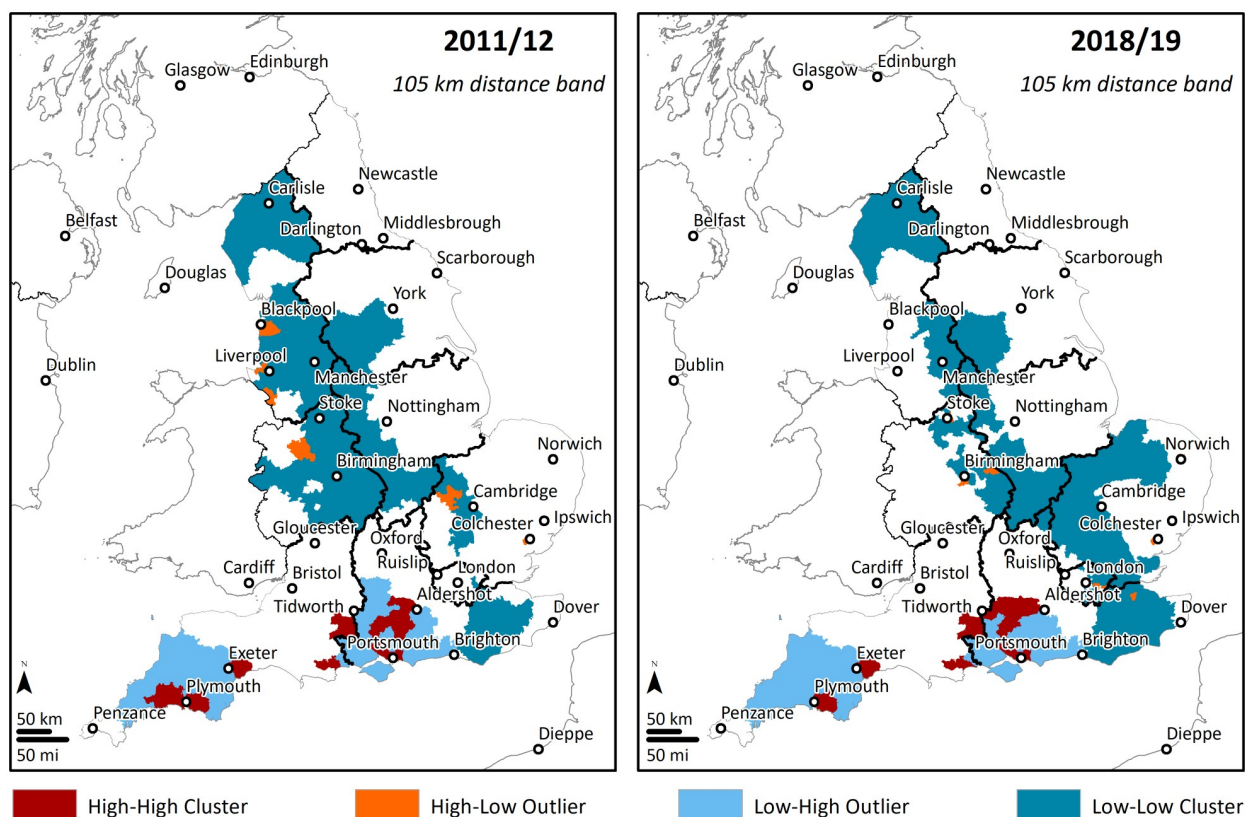 2011/12
105 km distance band
Edinburgh
Glasgow
Newcastle
Carlisle
Belfast
Middlesbrough
Darlington
Scarborough
Douglas
York
Blackpool
Liverpool
Dublin
Manchester
Stoke
Nottingham
Norwich
Birmingham
Cambridge
Ipswich
Colchester
Gloucester
Oxford
Ruislip
London
Cardiff
Bristol
Aldershot
Tidworth
Dover
Portsmouth
Brighton
Exeter
Plymouth
Penzance
Dieppe
N
50 km
50 mi
2018/19
105 km distance band
Edinburgh
Glasgow
Newcastle
Carlisle
Belfast
Middlesbrough
Darlington
Scarborough
Douglas
York
Blackpool
Liverpool
Dublin
Manchester
Stoke
Nottingham
Norwich
Birmingham
Cambridge
Ipswich
Colchester
Gloucester
Oxford
Ruislip
London
Cardiff
Bristol
Aldershot
Tidworth
Dover
Portsmouth
Brighton
Exeter
Plymouth
Penzance
Dieppe
N
50 km
50 mi
High-High Cluster
High-Low Outlier
Low-High Outlier
Low-Low Cluster